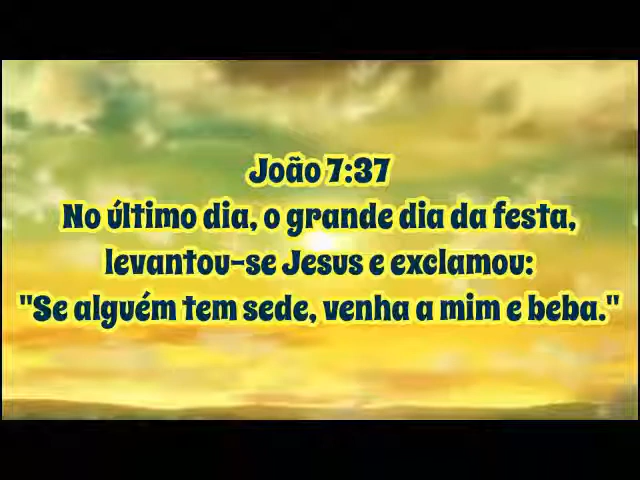 João 7:37
No último dia, o grande dia da festa,
levantou-se Jesus e exclamou:
"Se alguém tem sede, venha a mim e beba."